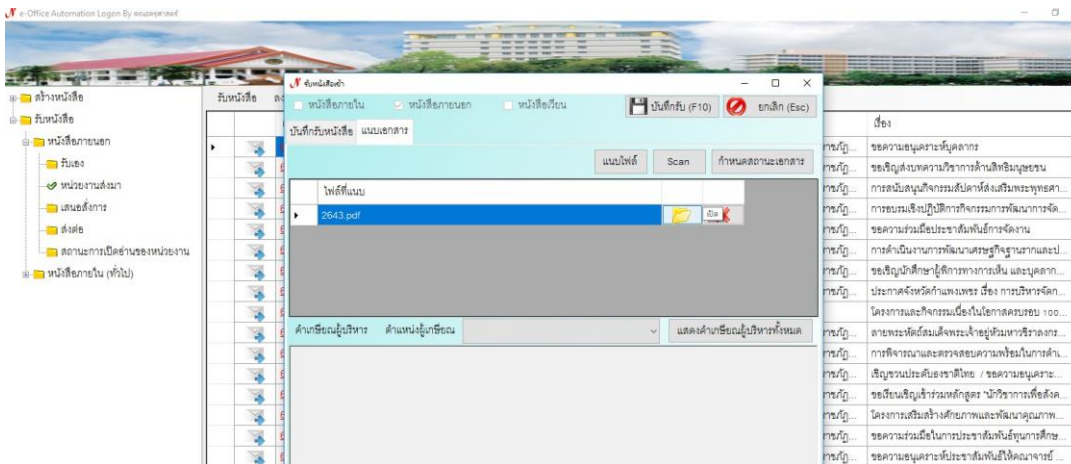 e-Office Automation Logon By คณะครุศาสตร์
สร้างหนังสือ
รับหนังสือ
หนังสือภายนอก
รับเอง
หน่วยงานส่งมา
เสนอสั่งการ
ส่งต่อ
สถานะการเปิดอ่านของหน่วยงาน
หนังสือภายใน (ทั่วไป)
รับหนังสือ
รับหนังสือเข้า
หนังสือภายใน หนังสือภายนอก หนังสือเวียน บันทึกรับ (F10) ยกเลิก (Esc)
บันทึกรับหนังสือ แนบเอกสาร
แนบไฟล์ Scan กำหนดสถานะเอกสาร
ไฟล์ที่แนบ
2643.pdf เปิด
คำเกษียณผู้บริหาร ตำแหน่งผู้เกษียณ แสดงคำเกษียณผู้บริหารทั้งหมด
เรื่อง
ขอความอนุเคราะห์บุคลากร
ขอเชิญส่งบทความวิชาการด้านสิทธิมนุษยชน
การสนับสนุนกิจกรรมสัปดาห์ส่งเสริมพระพุทธศา...
การอบรมเชิงปฏิบัติการกิจกรรมการพัฒนาการจัด...
ขอความร่วมมือประชาสัมพันธ์การจัดงาน
การดำเนินงานการพัฒนาเศรษฐกิจฐานรากและป...
ขอเชิญนักศึกษาผู้พิการทางการเห็น และบุคลาก...
ประกาศจังหวัดกำแพงเพชร เรื่อง การบริหารจัดก...
โครงการและกิจกรรมเนื่องในโอกาสครบรอบ 100...
ลายพระหัตถ์สมเด็จพระเจ้าอยู่หัวมหาวชิราลงกร...
การพิจารณาและตรวจสอบความพร้อมในการดำเ...
เชิญชวนประดับธงชาติไทย / ขอความอนุเคราะ...
ขอเรียนเชิญเข้าร่วมหลักสูตร "นักวิชาการเพื่อสังค...
โครงการเสริมสร้างศักยภาพและพัฒนาคุณภาพ...
ขอความร่วมมือในการประชาสัมพันธ์ทุนการศึกษ...
ขอความอนุเคราะห์ประชาสัมพันธ์ให้คณาจารย์ ...